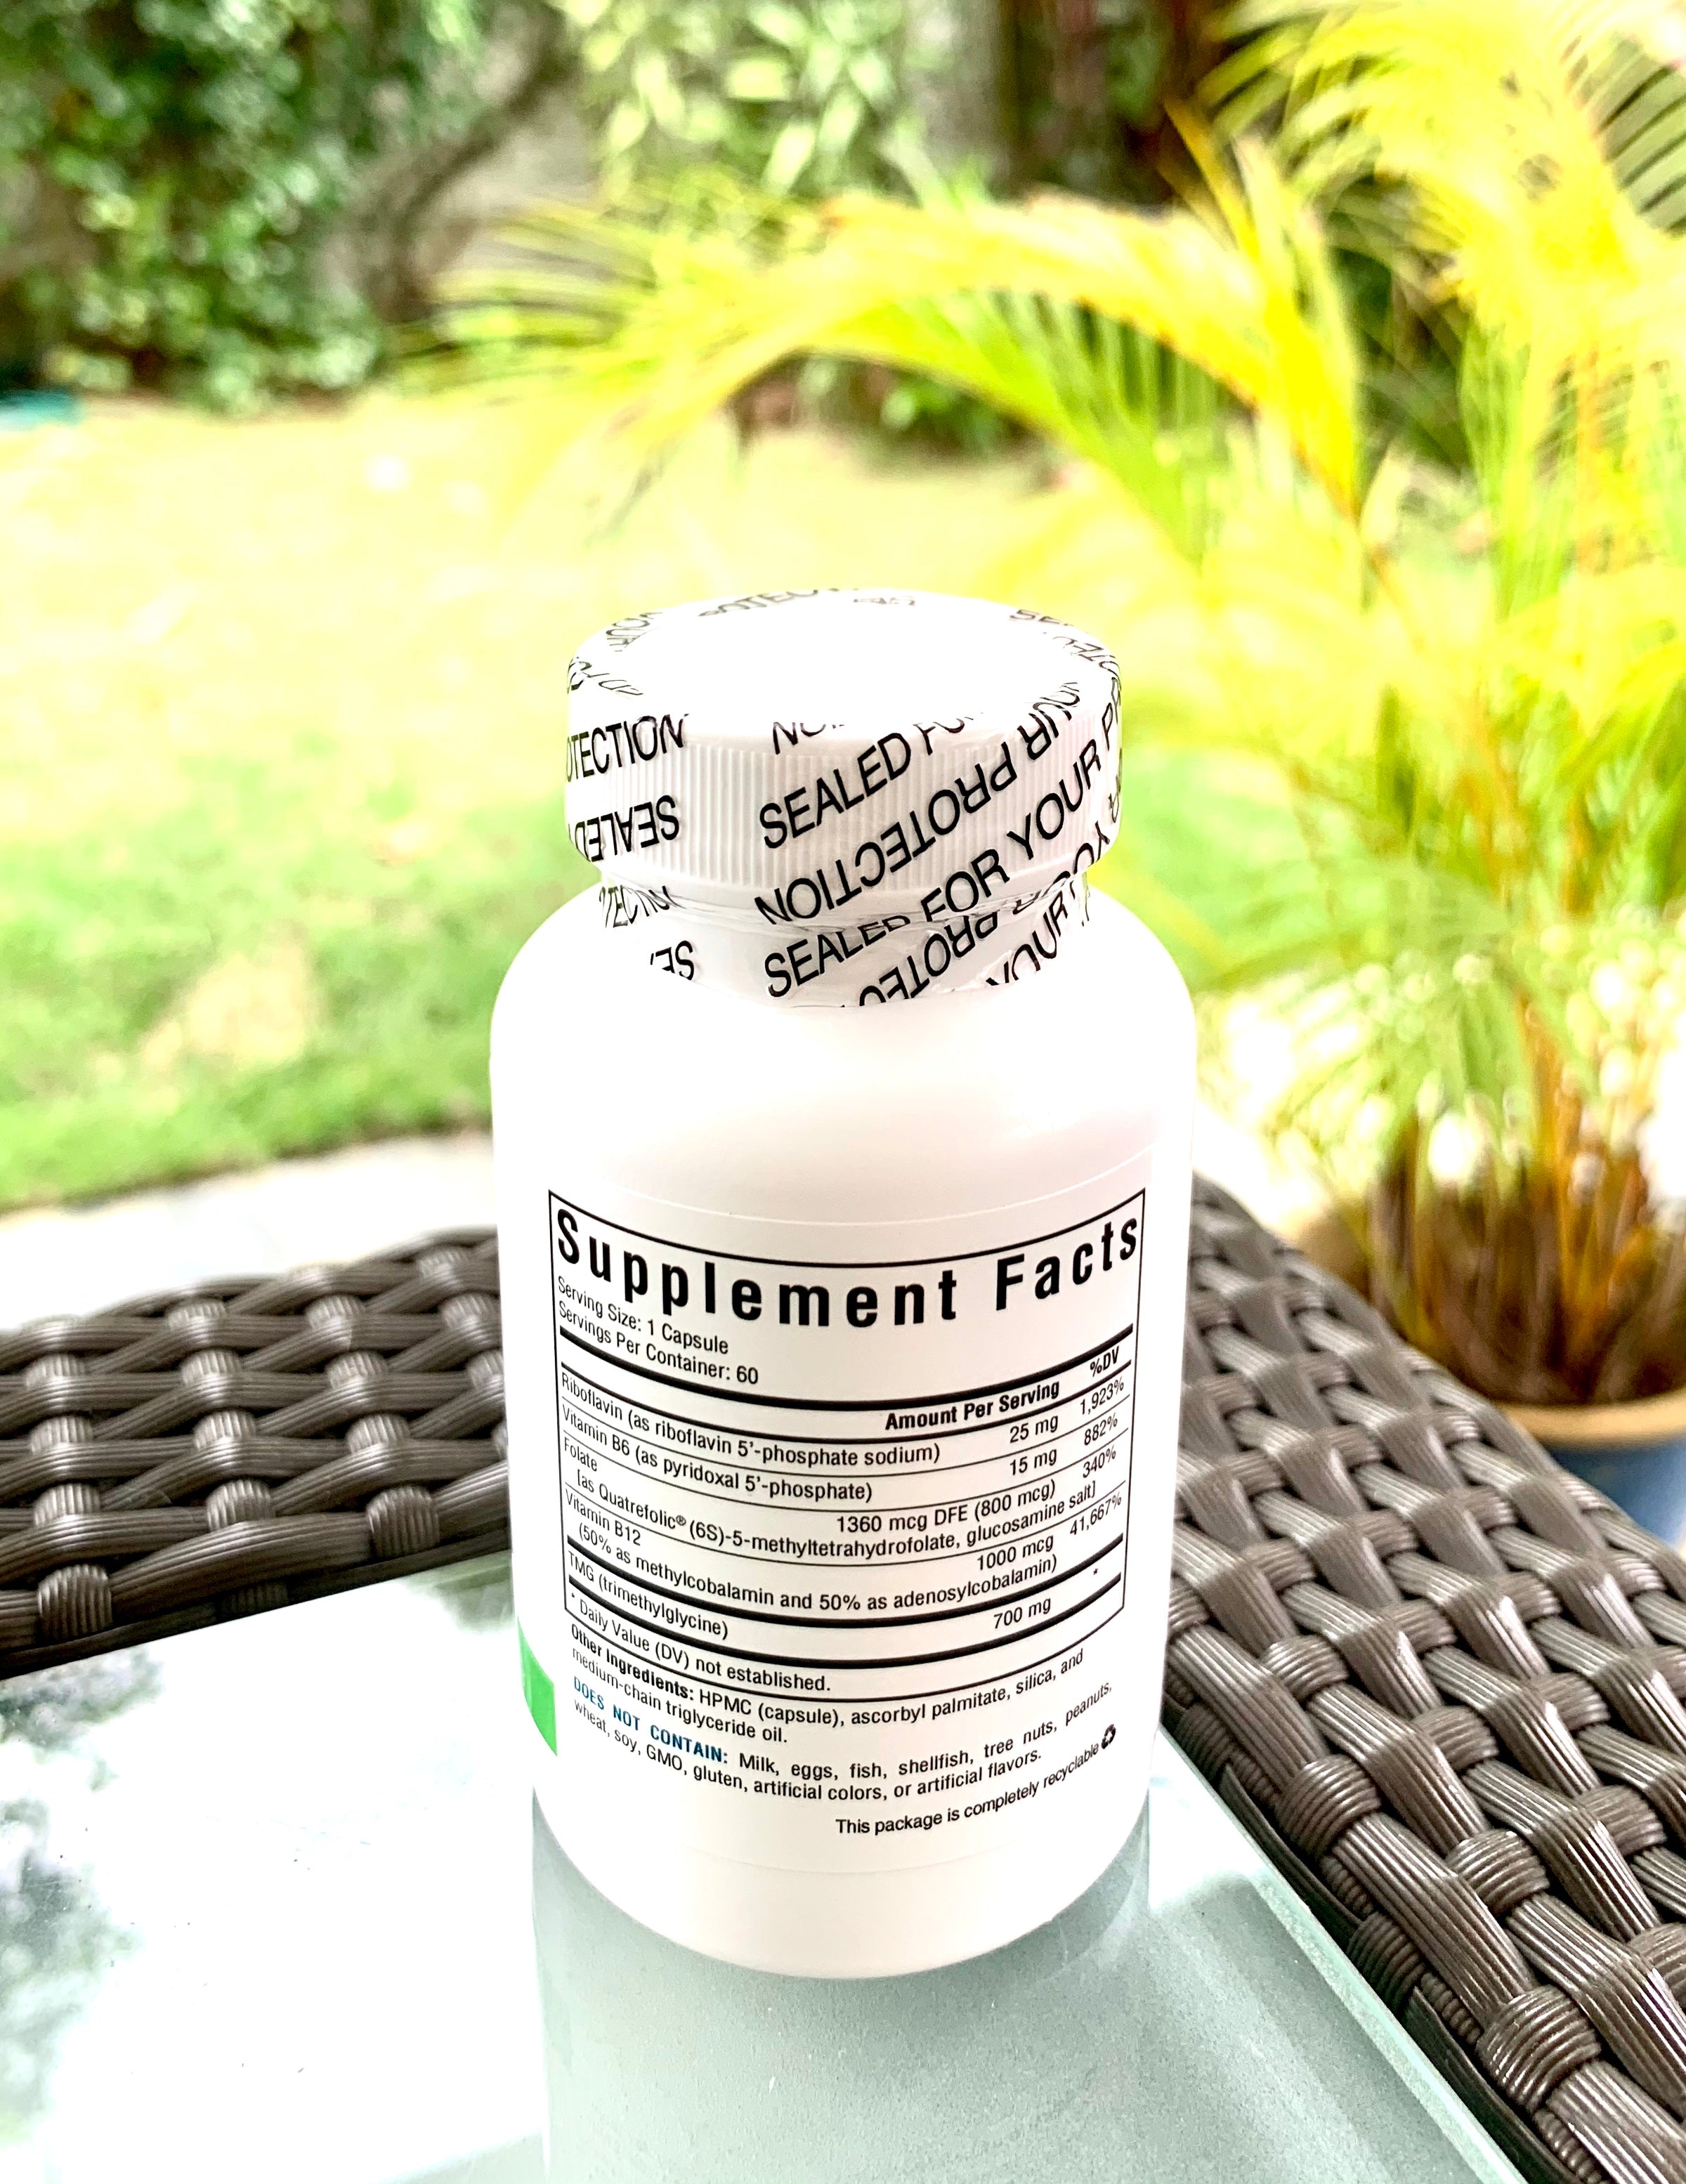 OTECTION
SEALED
SEALED FO
YOUR PROTECTION
SEALED FOR YOUR P
Supplement Facts
Serving Size: 1 Capsule
Servings Per Container: 60
Amount Per Serving %DV
Riboflavin (as riboflavin 5'-phosphate sodium) 25 mg 1,923%
Vitamin B6 (as pyridoxal 5'-phosphate) 15 mg 882%
Folate 1360 mcg DFE (800 mcg) 340%
[as Quatrefolic® (6S)-5-methyltetrahydrofolate, glucosamine salt]
Vitamin B12 1000 mcg 41,667%
(50% as methylcobalamin and 50% as adenosylcobalamin)
TMG (trimethylglycine) 700 mg *
* Daily Value (DV) not established.
Other Ingredients: HPMC (capsule), ascorbyl palmitate, silica, and
medium-chain triglyceride oil.
DOES NOT CONTAIN: Milk, eggs, fish, shellfish, tree nuts, peanuts,
wheat, soy, GMO, gluten, artificial colors, or artificial flavors.
This package is completely recyclable